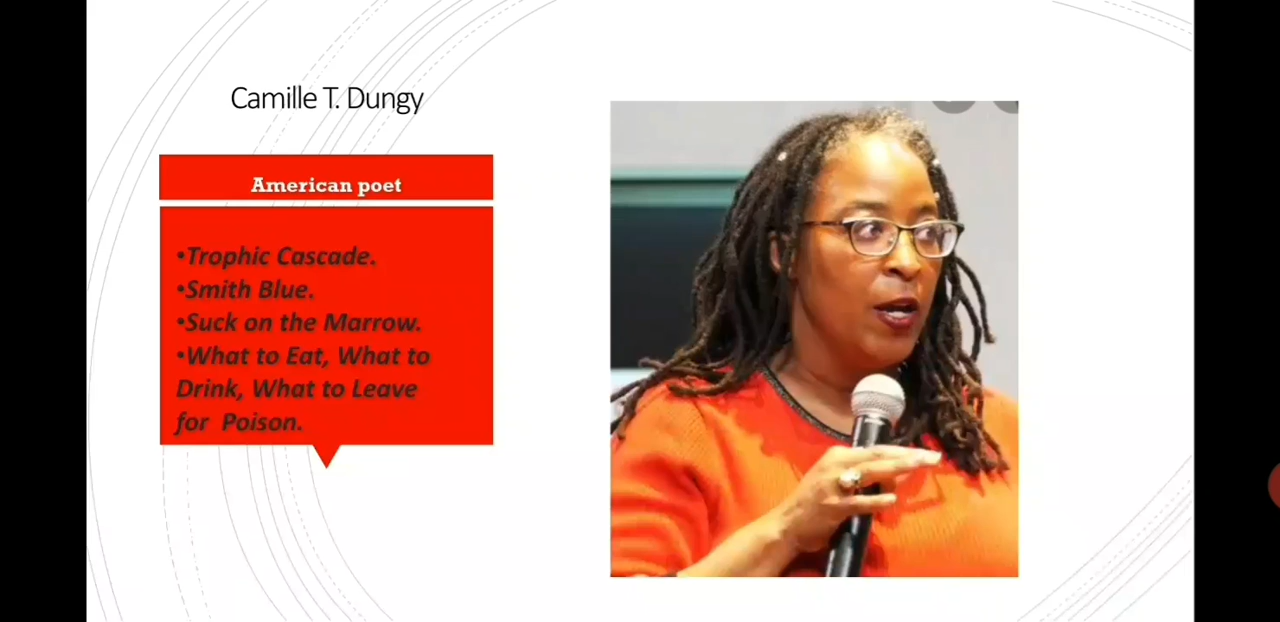 Camille T. Dungy
American poet
•Trophic Cascade.
•Smith Blue.
•Suck on the Marrow.
•What to Eat, What to
Drink, What to Leave
for Poison.